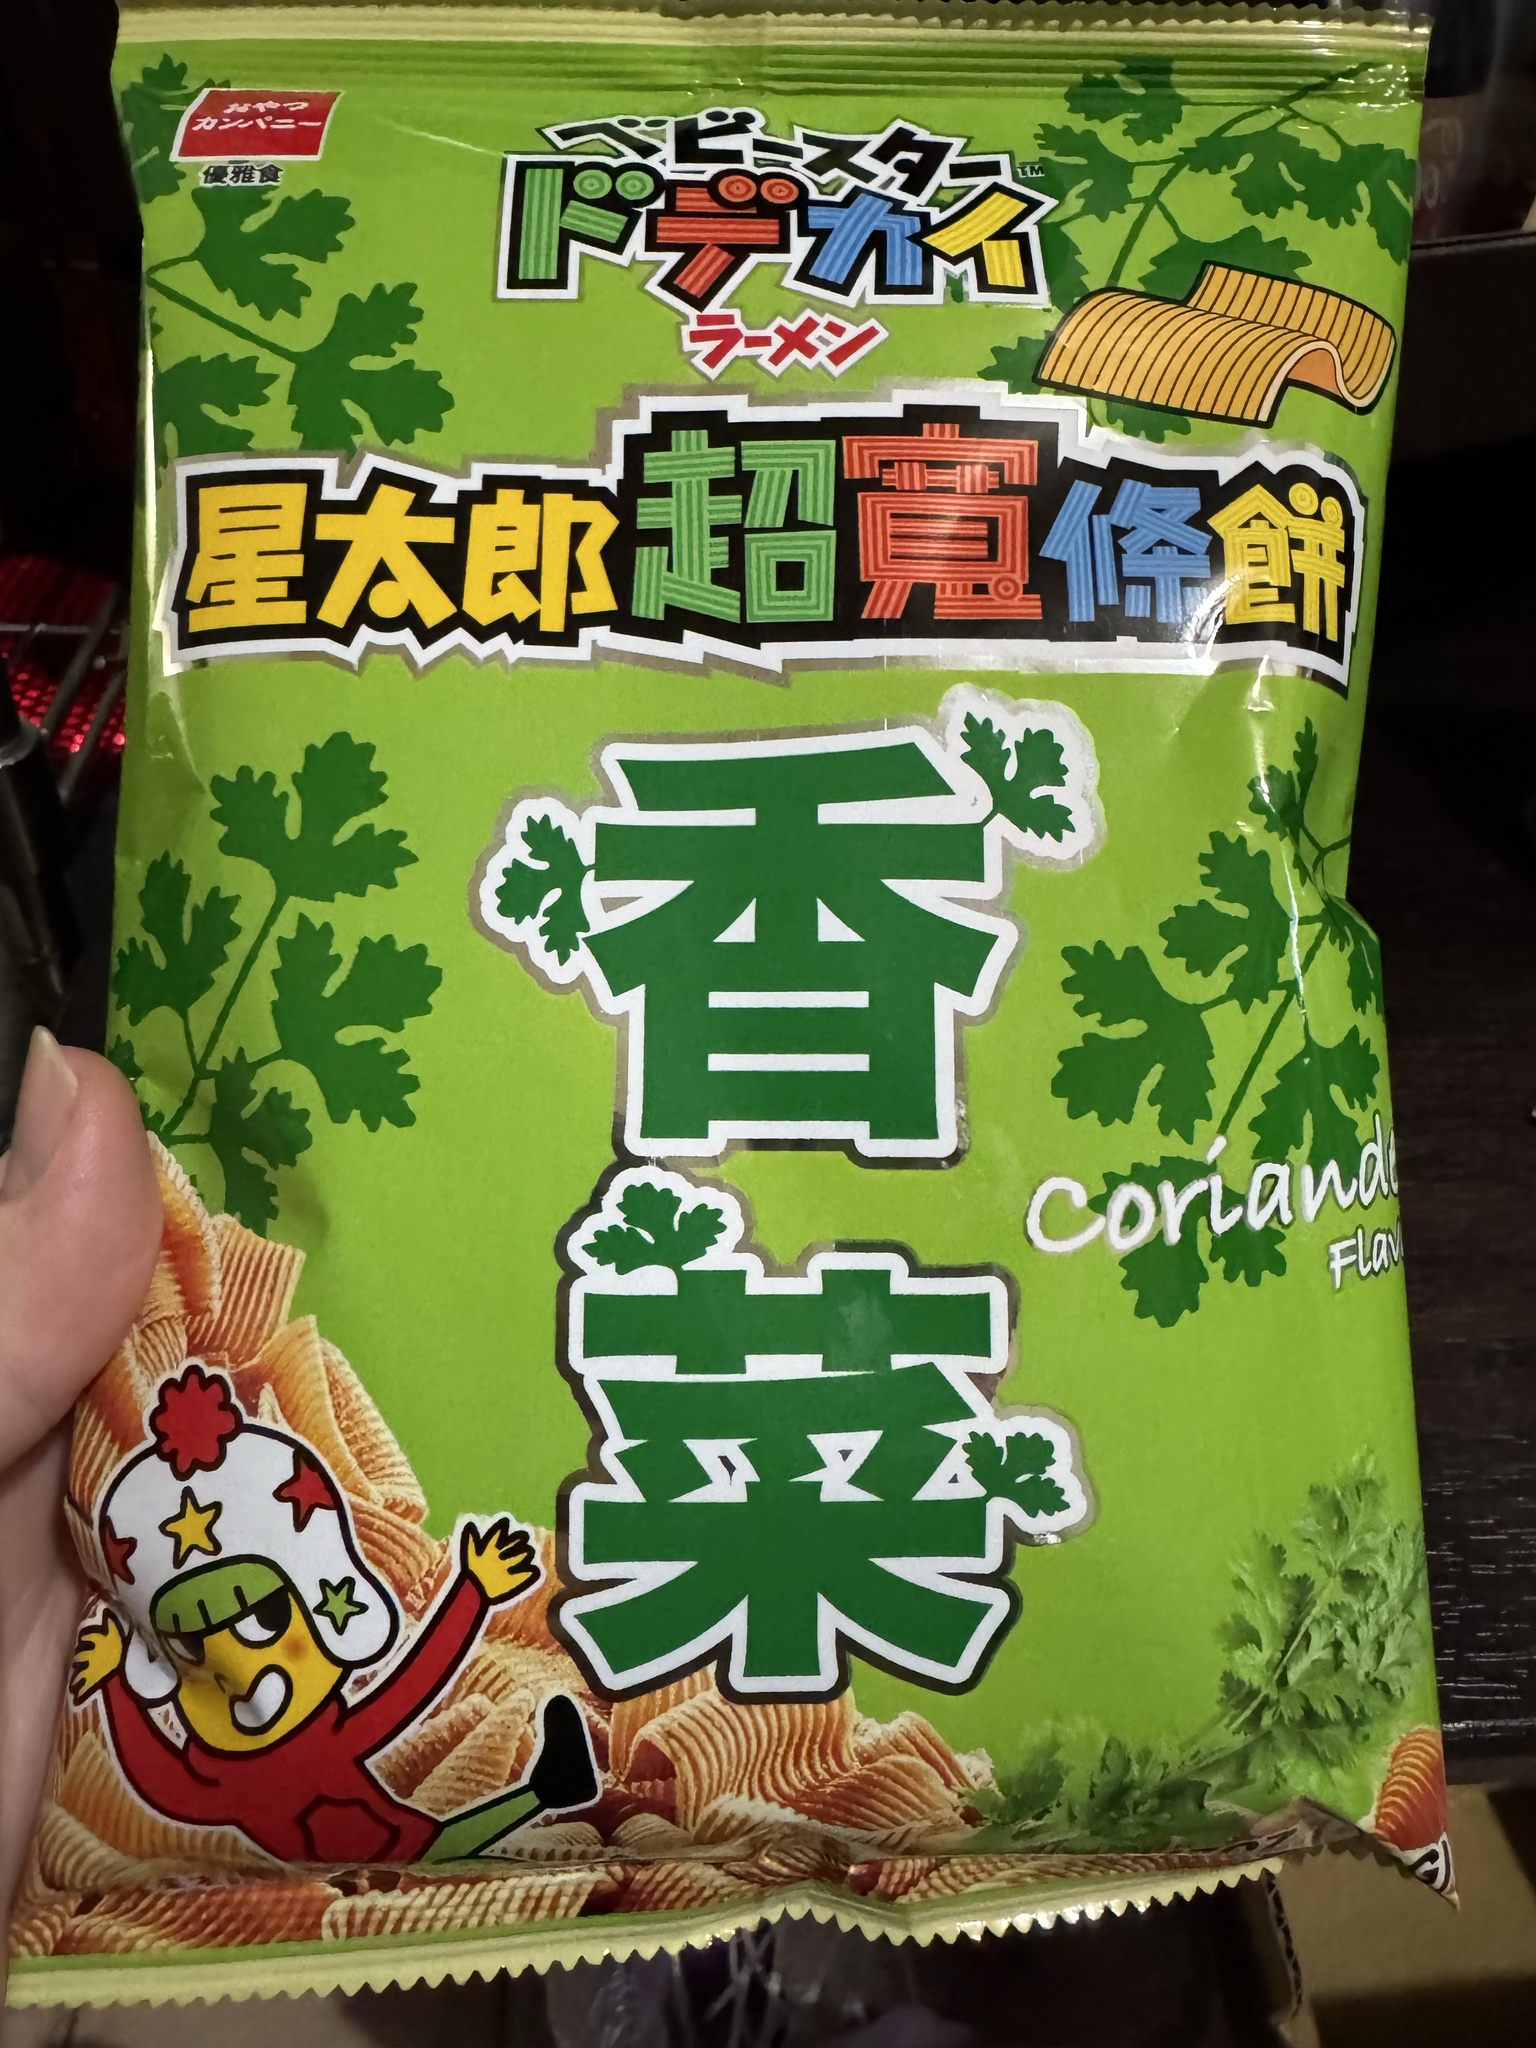 おやつ
カンパニー
優雅食
ベビースター
ドデカイ
TM
ラーメン
星太郎超寬條餅
香
菜
Coriande
Flav